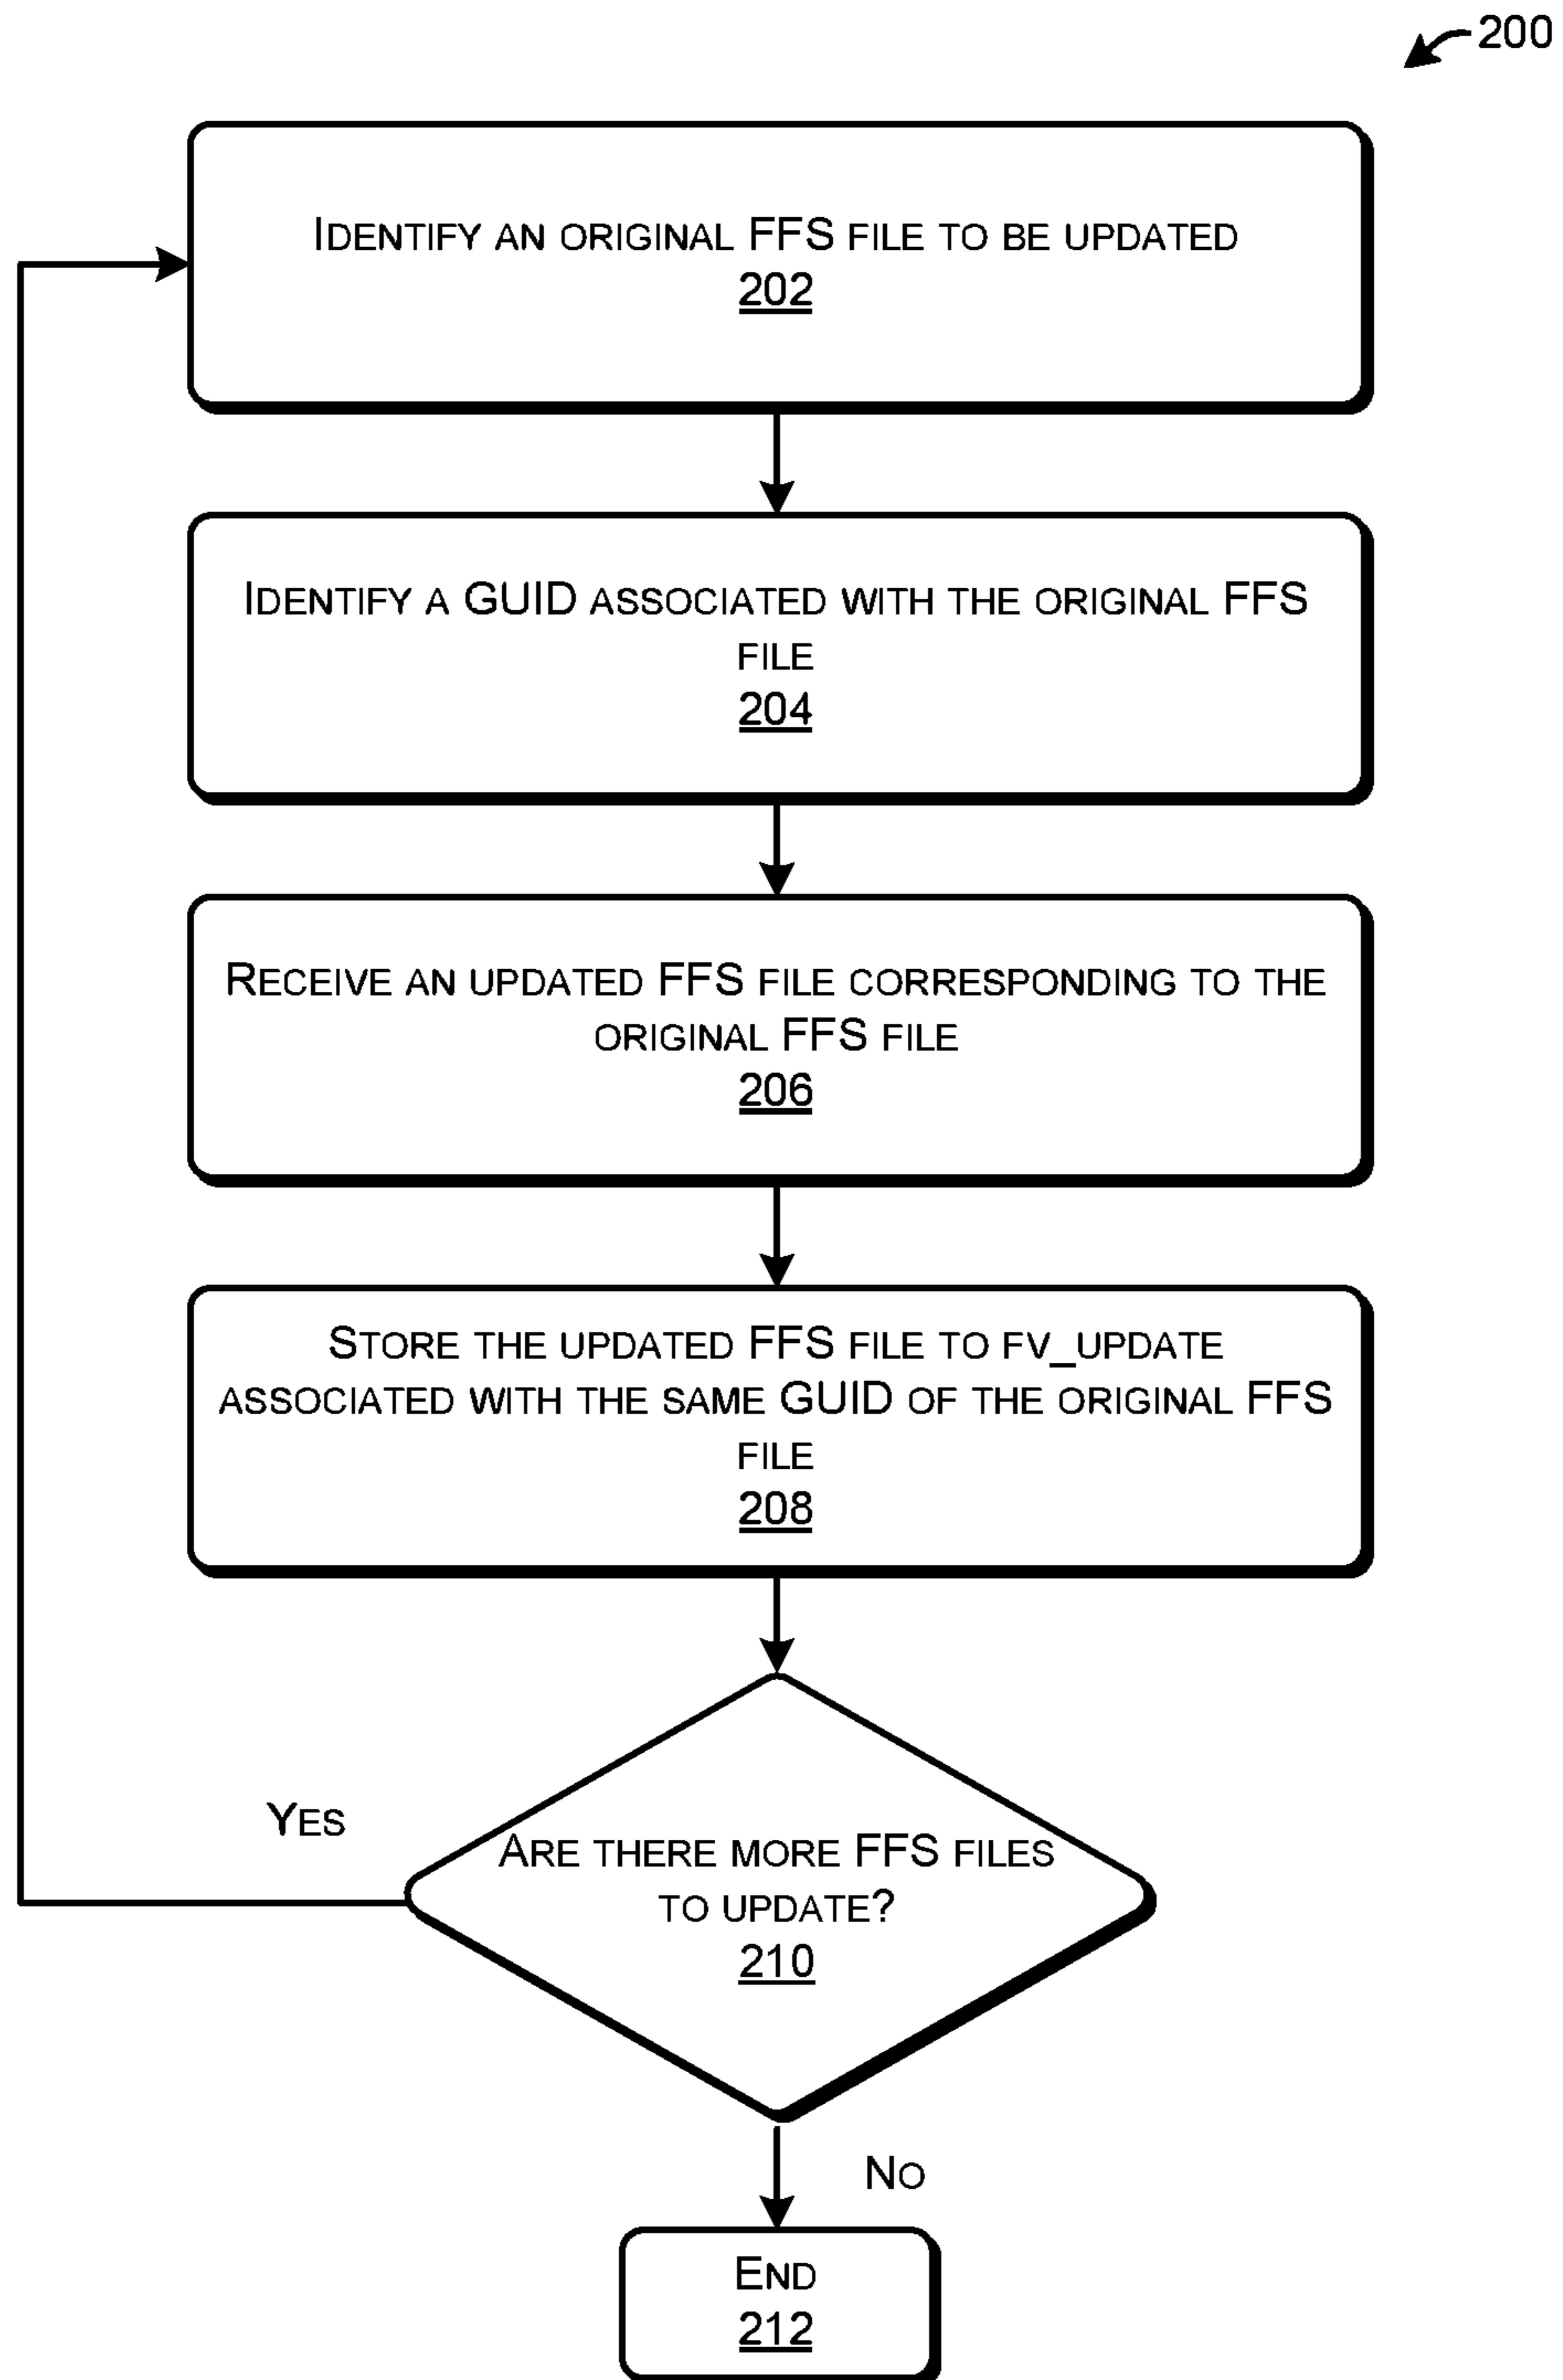 200
Identify an original FFS file to be updated
202
Identify a GUID associated with the original FFS
file
204
Receive an updated FFS file corresponding to the
original FFS file
206
Store the updated FFS file to fv_update
associated with the same GUID of the original FFS
file
208
Yes
Are there more FFS files
to update?
210
No
End
212